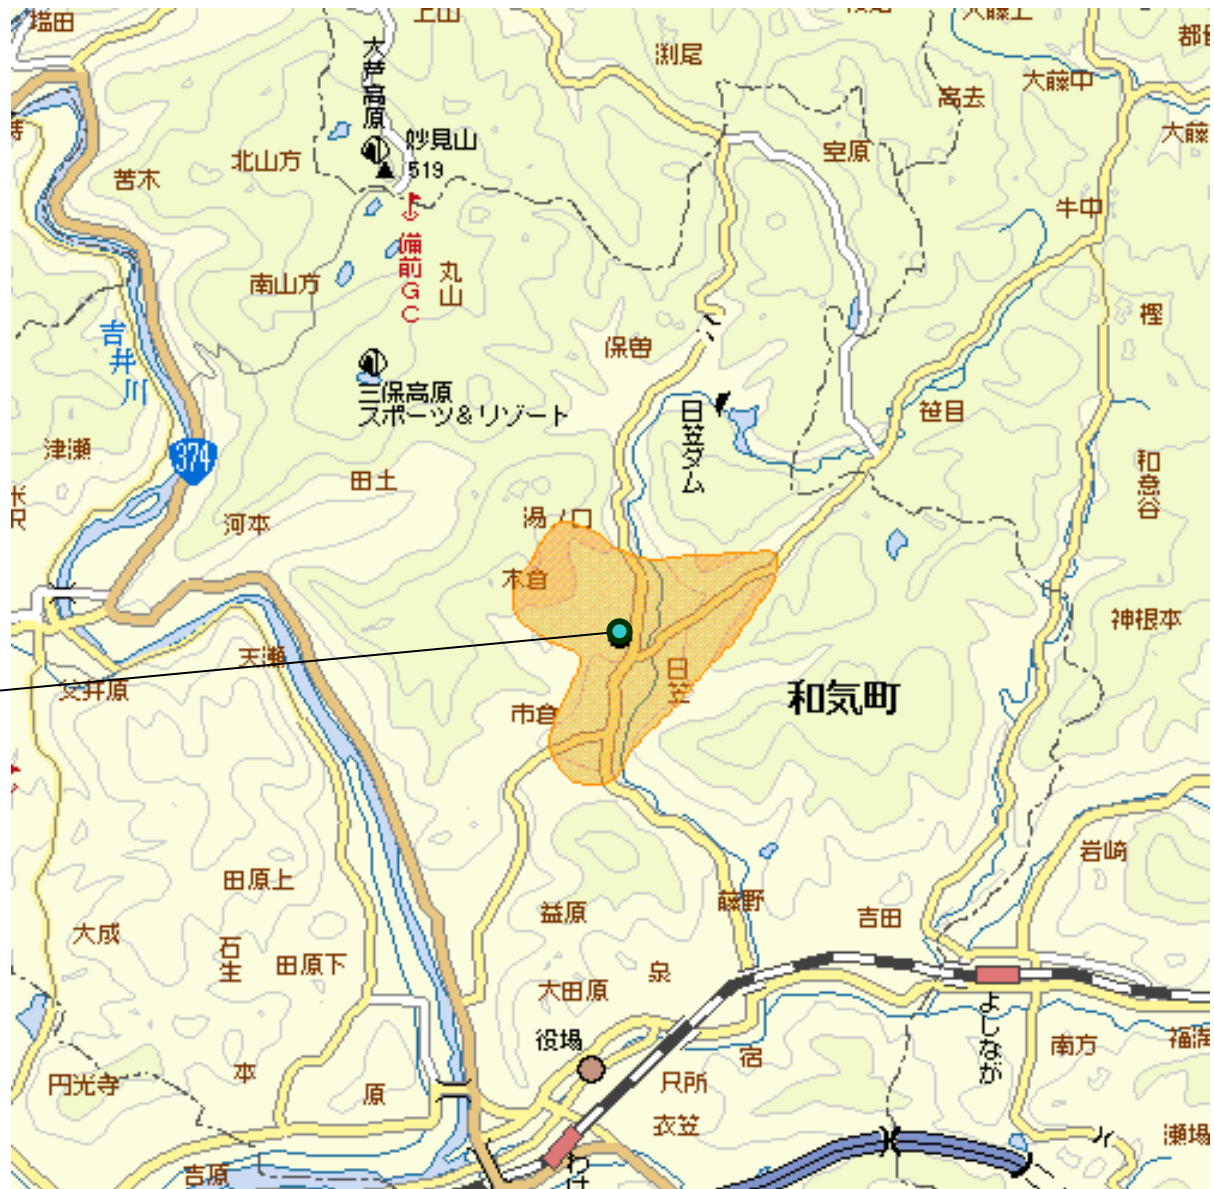 塩田
上山
大藤上
渕尾
大芦高原
大藤中
高去
北山方
妙見山
519
空原
大藤
苦木
牛中
南山方
備前GC
丸山
樫
吉井川
保曽
三保高原
スポーツ&リゾート
日笠ダム
笹目
津瀬
374
田土
和意谷
河本
湯ノ口
木倉
神根本
天瀬
父井原
日笠
和気町
市倉
岩崎
田原上
益原
藤野
吉田
大成
石生
田原下
泉
大田原
よしなが
役場
宿
南方
円光寺
本
原
尺所
衣笠
瀬場
吉原
わけ